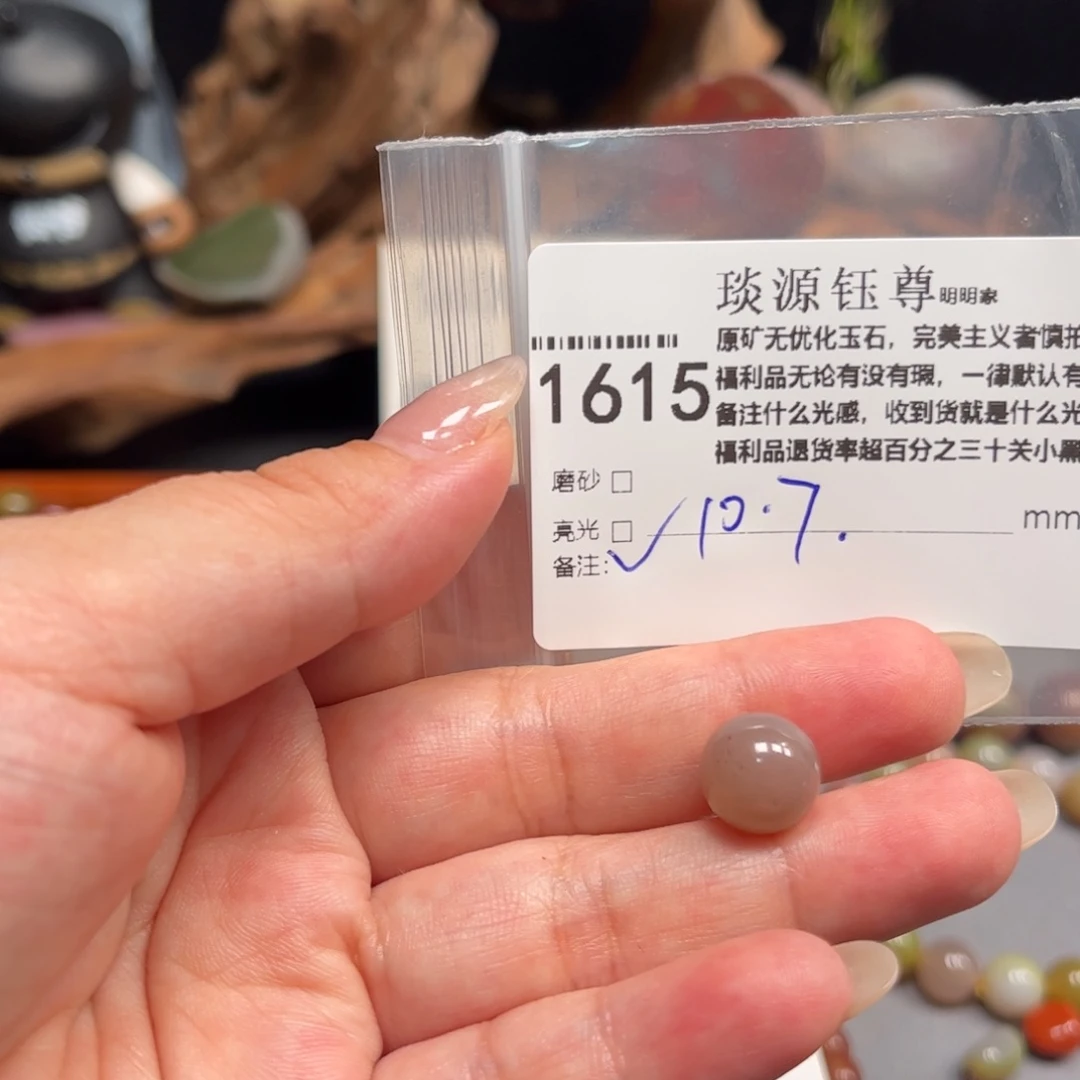 琰源钰尊明明家
原矿无优化玉石，完美主义者慎拍
1615
福利品无论有没有瑕，一律默认有
备注什么光感，收到货就是什么光
福利品退货率超百分之三十关小黑
磨砂 □
亮光 □ ✓ 10.7. mm
备注: